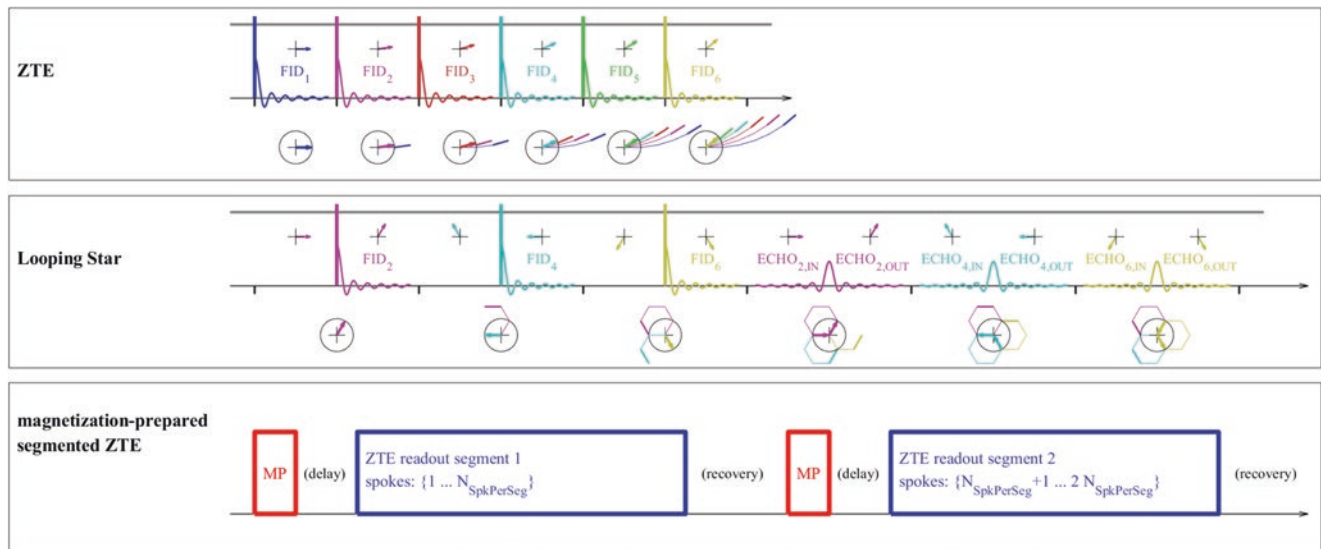 ZTE
FID1 FID2 FID3 FID4 FID5 FID6
Looping Star
FID2 FID4 FID6 ECHO2,IN ECHO2,OUT ECHO4,IN ECHO4,OUT ECHO6,IN ECHO6,OUT
magnetization-prepared
segmented ZTE
MP (delay) ZTE readout segment 1
spokes: {1 ... NSpkPerSeg}
(recovery) MP (delay) ZTE readout segment 2
spokes: {NSpkPerSeg+1 ... 2 NSpkPerSeg}
(recovery)